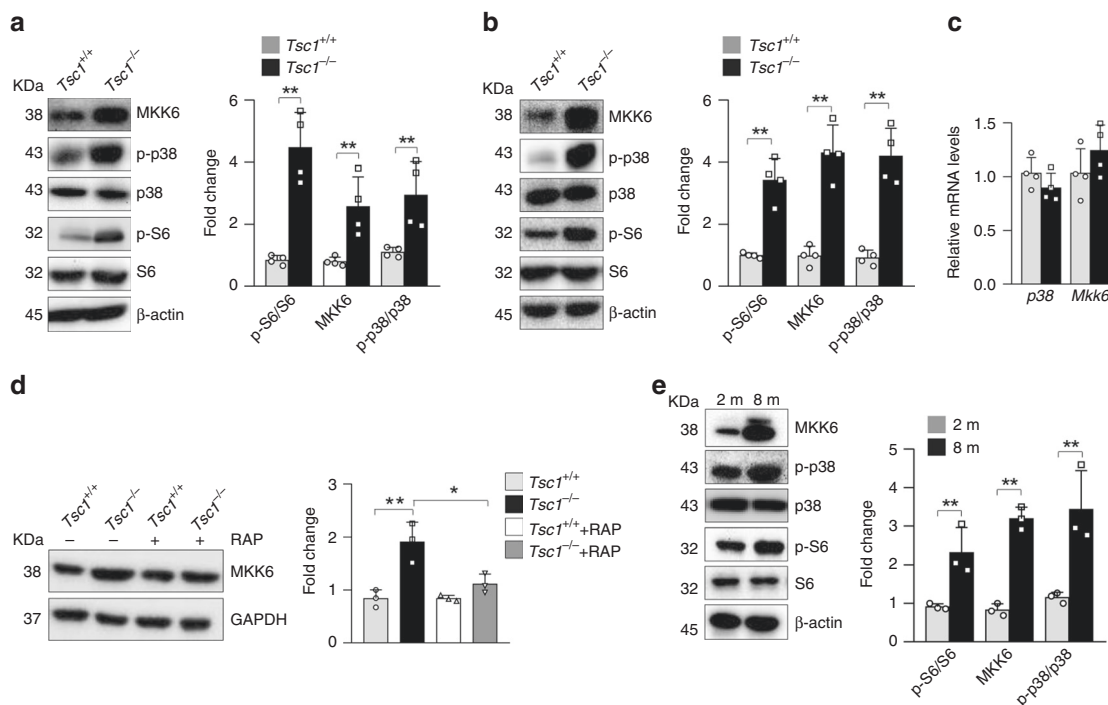 a
Tsc1+/+
Tsc1−/−
KDa
38 MKK6
43 p-p38
43 p38
32 p-S6
32 S6
45 β-actin
Tsc1+/+
Tsc1−/−
Fold change
6
4
2
0
**
**
**
p-S6/S6
MKK6
p-p38/p38
b
Tsc1+/+
Tsc1−/−
KDa
38 MKK6
43 p-p38
43 p38
32 p-S6
32 S6
45 β-actin
Tsc1+/+
Tsc1−/−
Fold change
6
4
2
0
**
**
**
p-S6/S6
MKK6
p-p38/p38
c
Tsc1+/+
Tsc1−/−
Relative mRNA levels
1.5
1.0
0.5
0.0
p38 Mkk6
d
Tsc1+/+
Tsc1−/−
Tsc1+/+
Tsc1−/−
KDa − − + + RAP
38 MKK6
37 GAPDH
Fold change
3
2
1
0
**
*
Tsc1+/+
Tsc1−/−
Tsc1+/+ +RAP
Tsc1−/− +RAP
e
KDa 2 m 8 m
38 MKK6
43 p-p38
43 p38
32 p-S6
32 S6
45 β-actin
2 m
8 m
Fold change
5
4
3
2
1
0
**
**
**
p-S6/S6
MKK6
p-p38/p38